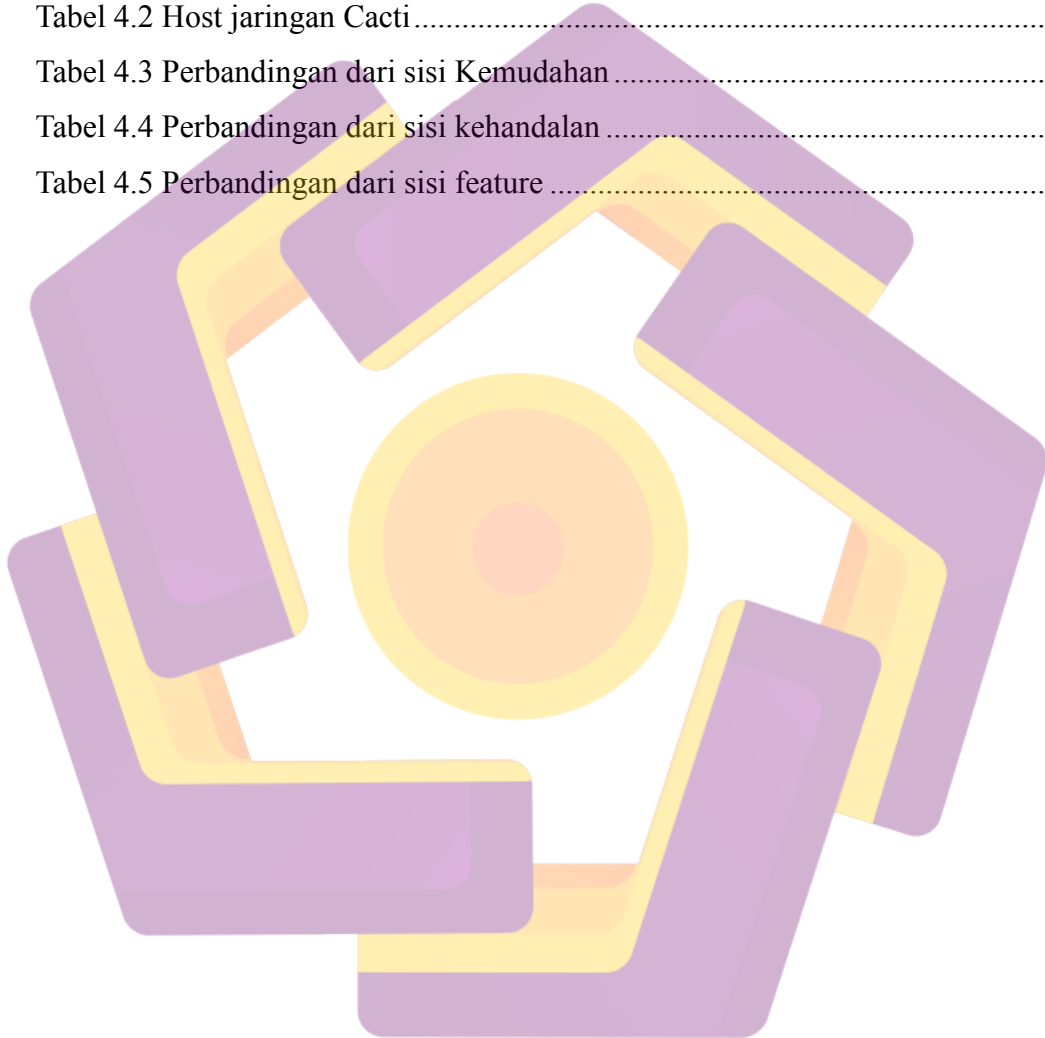 Tabel 4.2 Host jaringan Cacti................................................................................
Tabel 4.3 Perbandingan dari sisi Kemudahan......................................................
Tabel 4.4 Perbandingan dari sisi kehandalan.......................................................
Tabel 4.5 Perbandingan dari sisi feature..............................................................